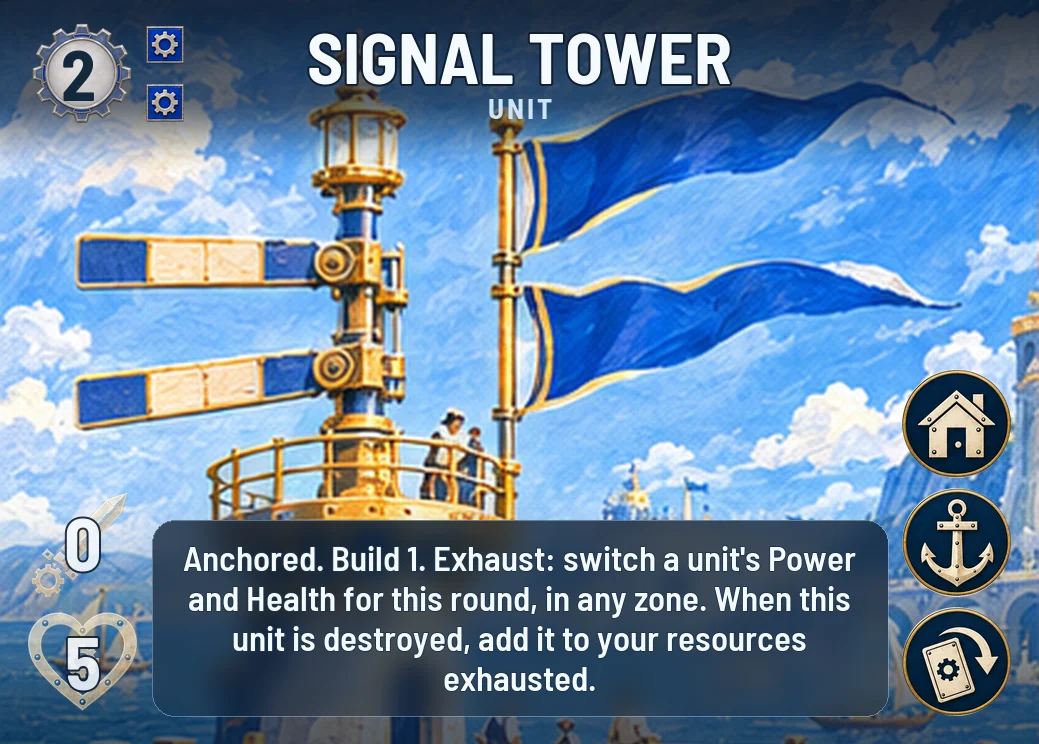 2
SIGNAL TOWER
UNIT
0
5
Anchored. Build 1. Exhaust: switch a unit's Power
and Health for this round, in any zone. When this
unit is destroyed, add it to your resources
exhausted.